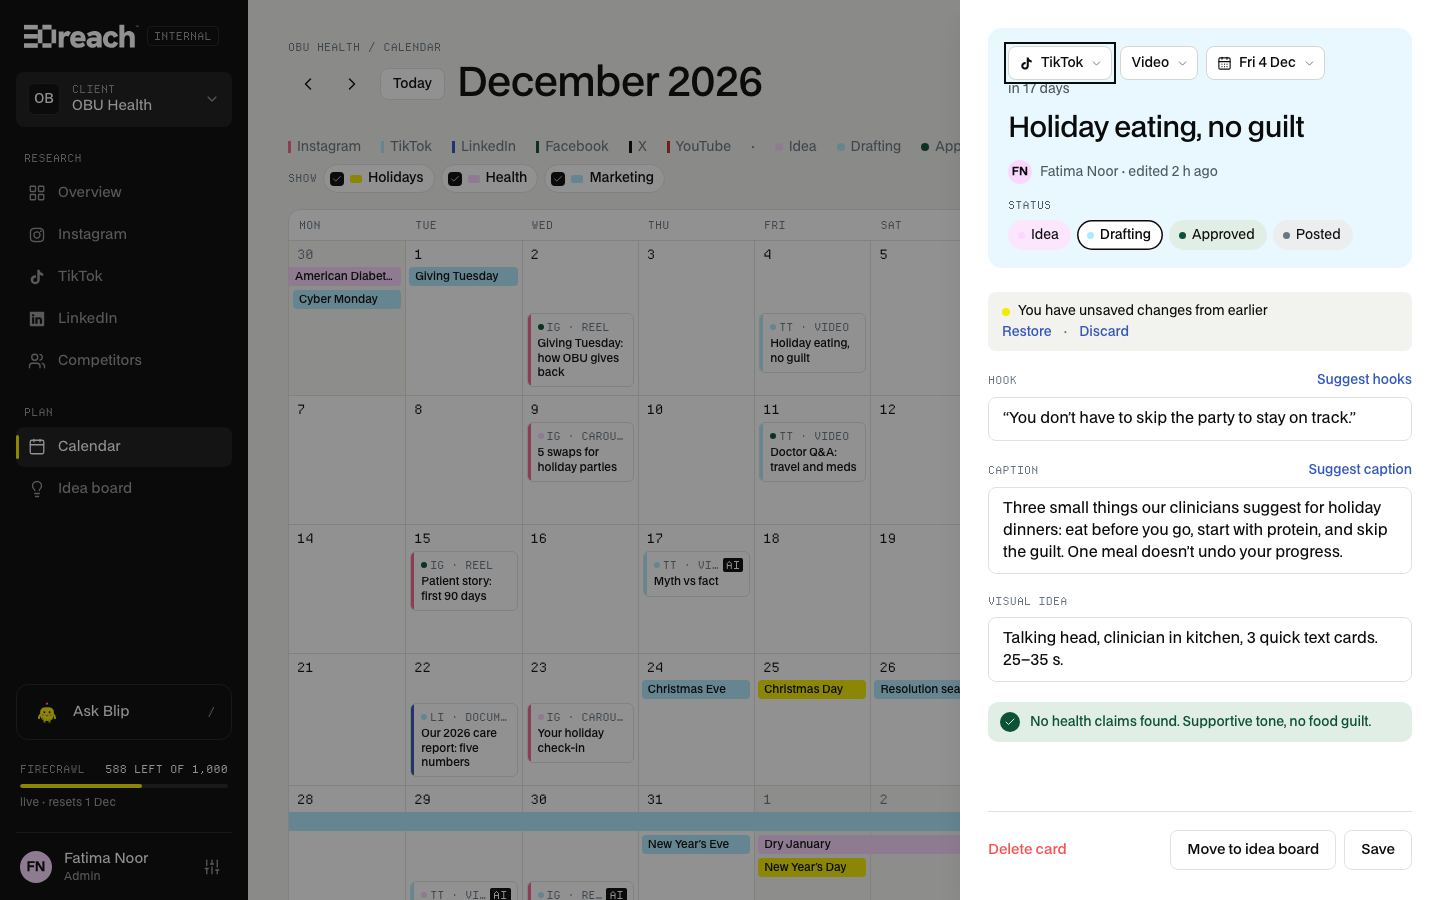 reach
INTERNAL
OB
CLIENT
OBU Health
RESEARCH
Overview
Instagram
TikTok
LinkedIn
Competitors
PLAN
Calendar
Idea board
Ask Blip
/
FIRECRAWL 588 LEFT OF 1,000
live · resets 1 Dec
FN
Fatima Noor
Admin
OBU HEALTH / CALENDAR
Today
December 2026
Instagram TikTok LinkedIn Facebook X YouTube · Idea Drafting App
SHOW Holidays Health Marketing
MON TUE WED THU FRI SAT
30 1 2 3 4 5
American Diabet… Giving Tuesday
Cyber Monday
IG · REEL
Giving Tuesday:
how OBU gives
back
TT · VIDEO
Holiday eating,
no guilt
7 8 9 10 11 12
IG · CAROU…
5 swaps for
holiday parties
TT · VIDEO
Doctor Q&A:
travel and meds
14 15 16 17 18 19
IG · REEL
Patient story:
first 90 days
TT · VI… AI
Myth vs fact
21 22 23 24 25 26
Christmas Eve Christmas Day Resolution sea
LI · DOCUM…
Our 2026 care
report: five
numbers
IG · CAROU…
Your holiday
check-in
28 29 30 31 1 2
New Year's Eve Dry January
New Year's Day
TT · VI… AI
IG · RE… AI
TikTok Video Fri 4 Dec
in 17 days
Holiday eating, no guilt
FN Fatima Noor · edited 2 h ago
STATUS
Idea Drafting Approved Posted
You have unsaved changes from earlier
Restore · Discard
HOOK Suggest hooks
“You don’t have to skip the party to stay on track.”
CAPTION Suggest caption
Three small things our clinicians suggest for holiday
dinners: eat before you go, start with protein, and skip
the guilt. One meal doesn’t undo your progress.
VISUAL IDEA
Talking head, clinician in kitchen, 3 quick text cards.
25–35 s.
No health claims found. Supportive tone, no food guilt.
Delete card Move to idea board Save